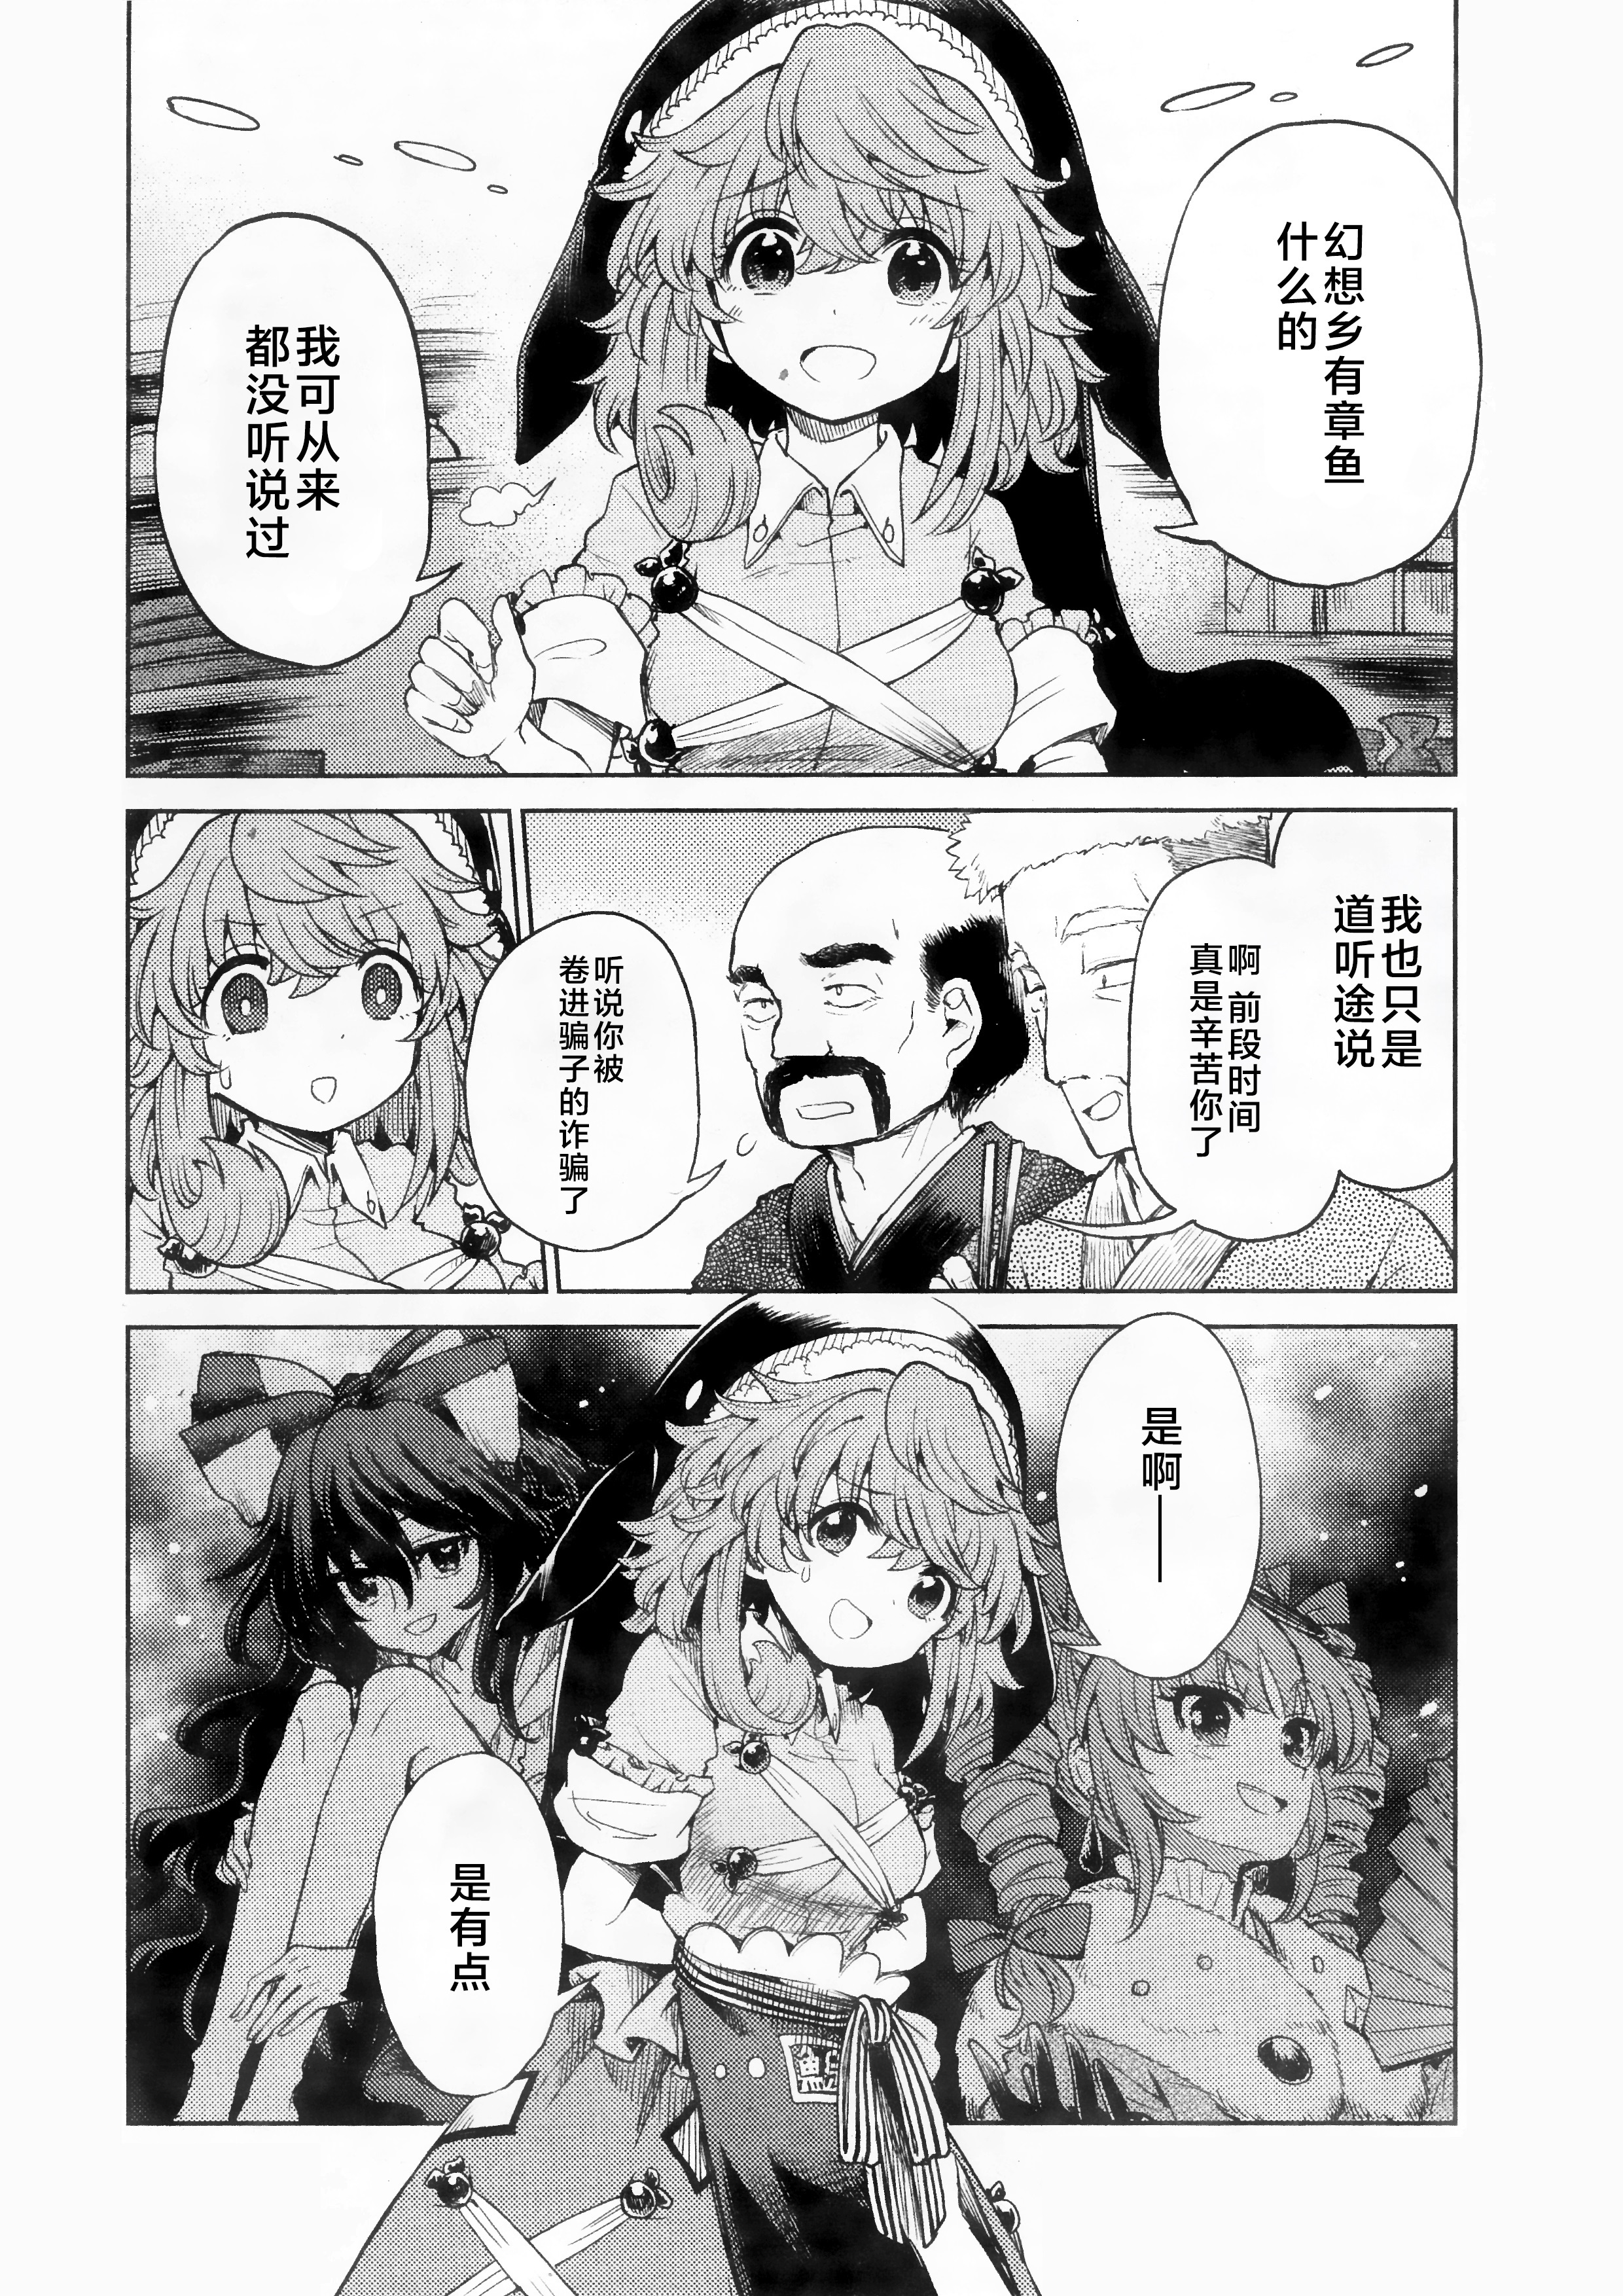 幻想乡有章鱼
什么的
我可从来
都没听说过
我也只是
道听途说
啊 前段时间
真是辛苦你了
听说你被
卷进骗子的诈骗了
是啊——
是有点